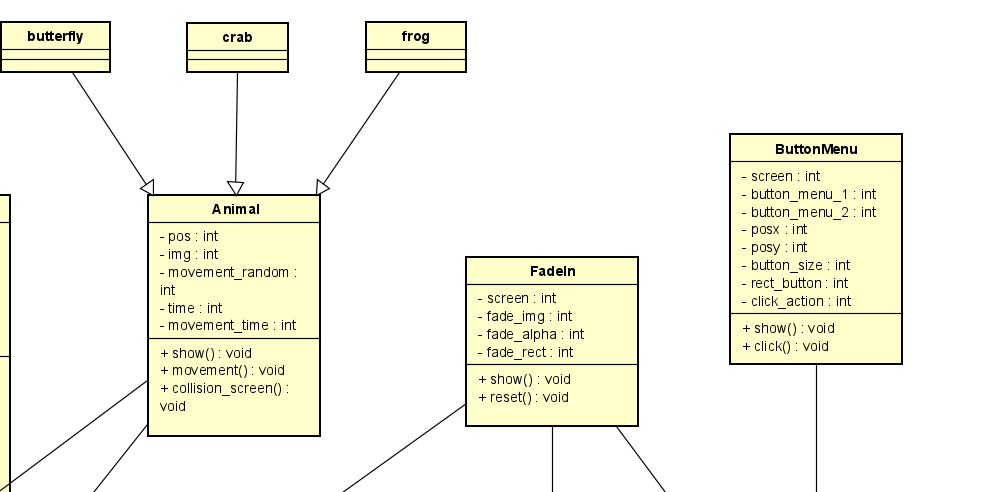 butterfly
crab
frog
Animal
- pos : int
- img : int
- movement_random :
int
- time : int
- movement_time : int
+ show() : void
+ movement() : void
+ collision_screen() :
void
FadeIn
- screen : int
- fade_img : int
- fade_alpha : int
- fade_rect : int
+ show() : void
+ reset() : void
ButtonMenu
- screen : int
- button_menu_1 : int
- button_menu_2 : int
- posx : int
- posy : int
- button_size : int
- rect_button : int
- click_action : int
+ show() : void
+ click() : void